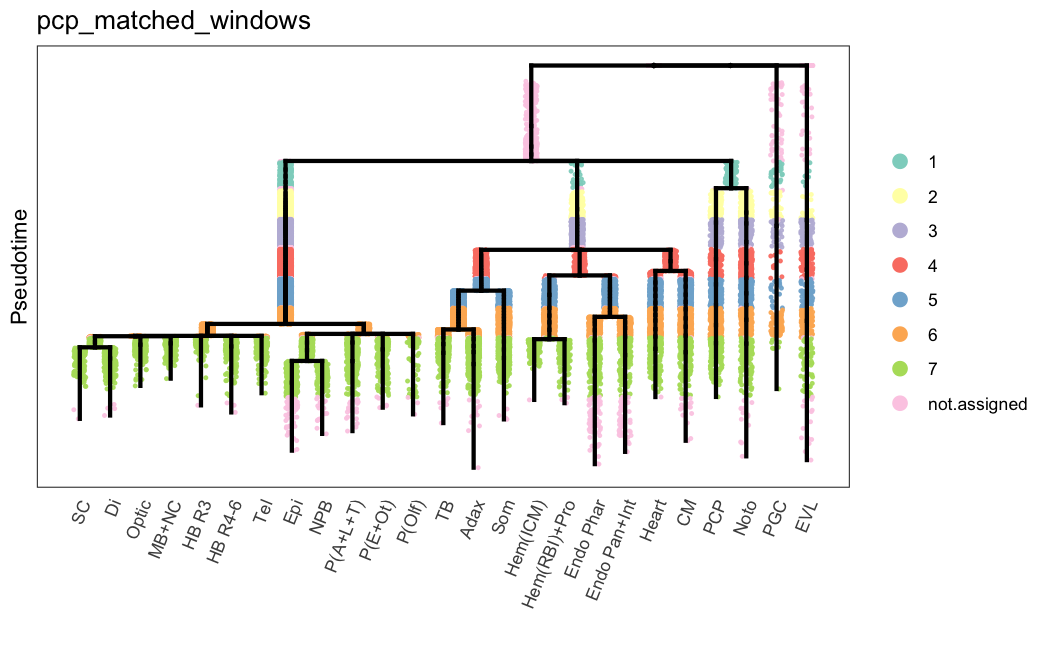 pcp_matched_windows
Pseudotime
1
2
3
4
5
6
7
not.assigned
SC
Di
Optic
MB+NC
HB R3
HB R4-6
Tel
Epi
NPB
P(A+L+T)
P(E+Ot)
P(Olf)
TB
Adax
Som
Hem(ICM)
Hem(RBI)+Pro
Endo Phar
Endo Pan+Int
Heart
CM
PCP
Noto
PGC
EVL